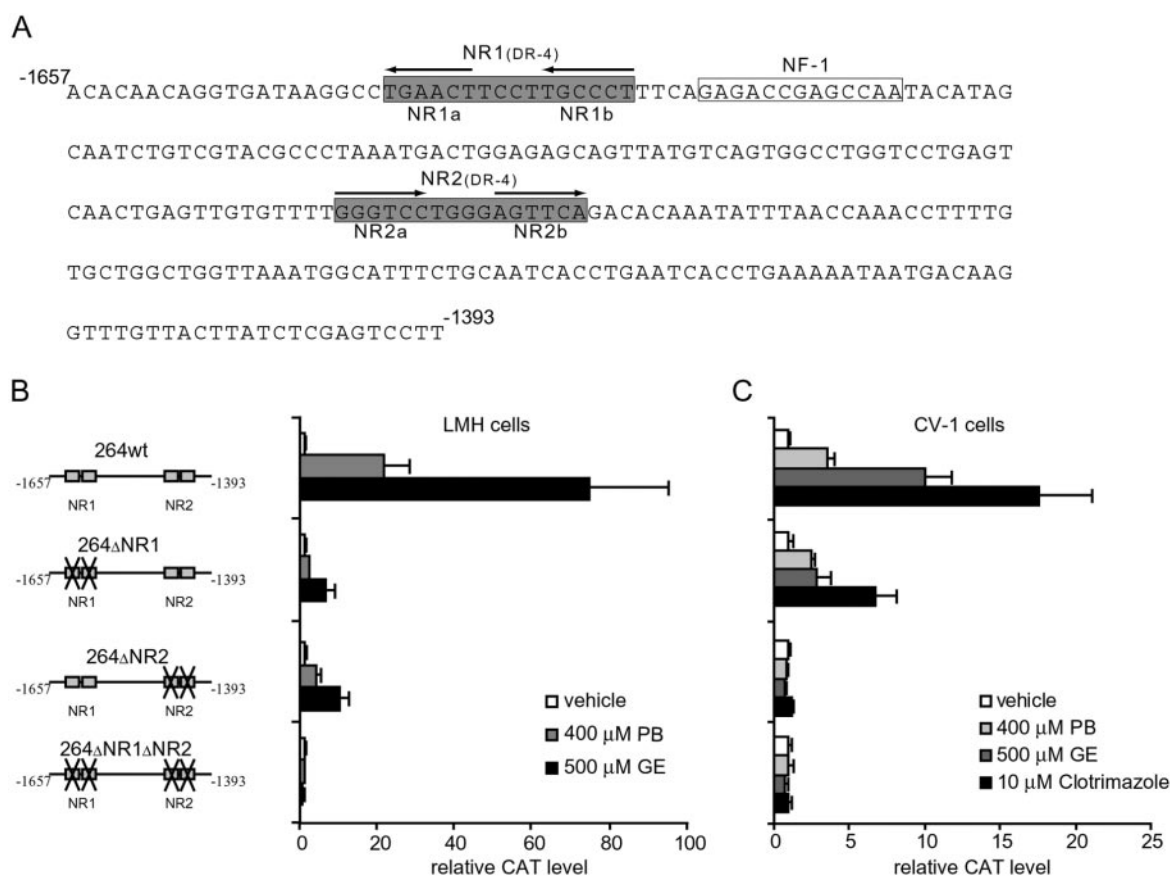 A
NR1(DR-4) NF-1
-1657 ACACAACAGGTGATAAGGCCTGAACTTCCTTGCCCTTTCAGAGACCGAGCCAATACATAG
NR1a NR1b
CAATCTGTCGTACGCCCTAAATGACTGGAGAGCAGTTATGTCAGTGGCCTGGTCCTGAGT
NR2(DR-4)
CAACTGAGTTGTGTTTTGGGTCCTGGGAGTTCAGACACAAATATTTAACCAAACCTTTTG
NR2a NR2b
TGCTGGCTGGTTAAATGGCATTTCTGCAATCACCTGAATCACCTGAAAAATAATGACAAG
GTTTGTTACTTATCTCGAGTCCTT -1393
B
264wt
-1657 -1393
NR1 NR2
264ΔNR1
-1657 -1393
NR1 NR2
264ΔNR2
-1657 -1393
NR1 NR2
264ΔNR1ΔNR2
-1657 -1393
NR1 NR2
LMH cells
vehicle
400 μM PB
500 μM GE
0 20 40 60 80 100
relative CAT level
C
CV-1 cells
vehicle
400 μM PB
500 μM GE
10 μM Clotrimazole
0 5 10 15 20 25
relative CAT level